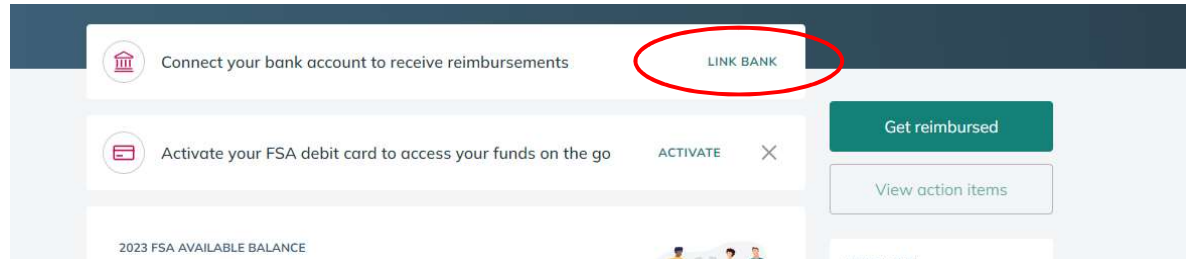 Connect your bank account to receive reimbursements LINK BANK
Activate your FSA debit card to access your funds on the go ACTIVATE
Get reimbursed
View action items
2023 FSA AVAILABLE BALANCE